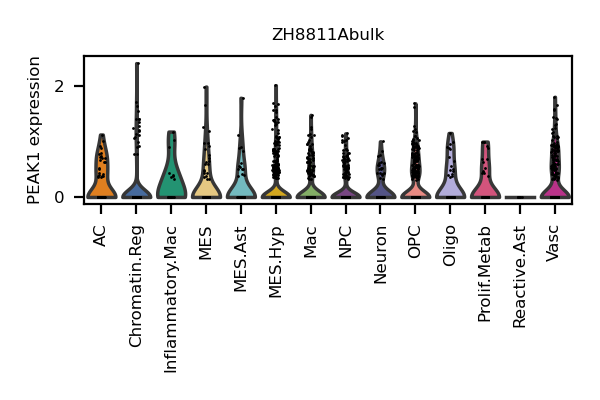 ZH8811Abulk
PEAK1 expression
2
0
AC
Chromatin.Reg
Inflammatory.Mac
MES
MES.Ast
MES.Hyp
Mac
NPC
Neuron
OPC
Oligo
Prolif.Metab
Reactive.Ast
Vasc